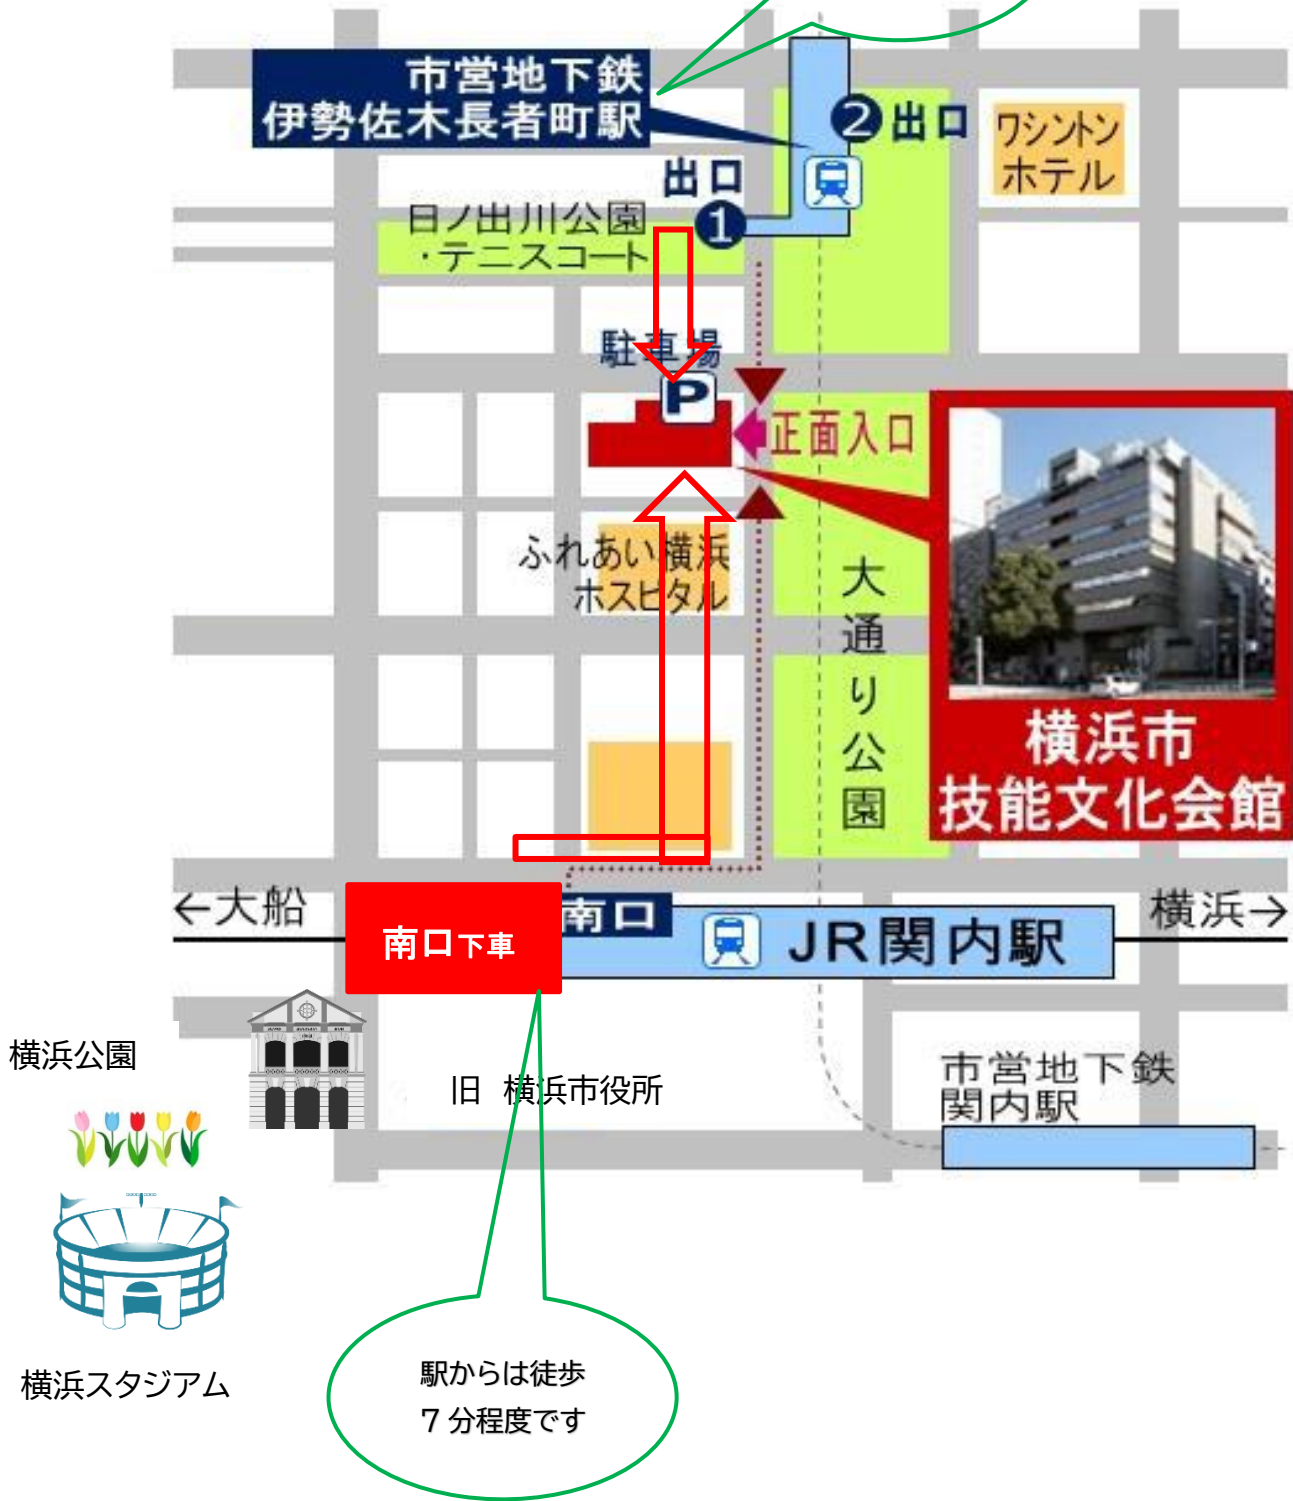 市営地下鉄
伊勢佐木長者町駅
2出口
ワシントン
ホテル
出口
1
日ノ出川公園
・テニスコート
駐車場
P
正面入口
ふれあい横浜
ホスピタル
大通り公園
横浜市
技能文化会館
←大船
横浜→
南口下車
南口
JR関内駅
横浜公園
旧 横浜市役所
市営地下鉄
関内駅
横浜スタジアム
駅からは徒歩
7分程度です